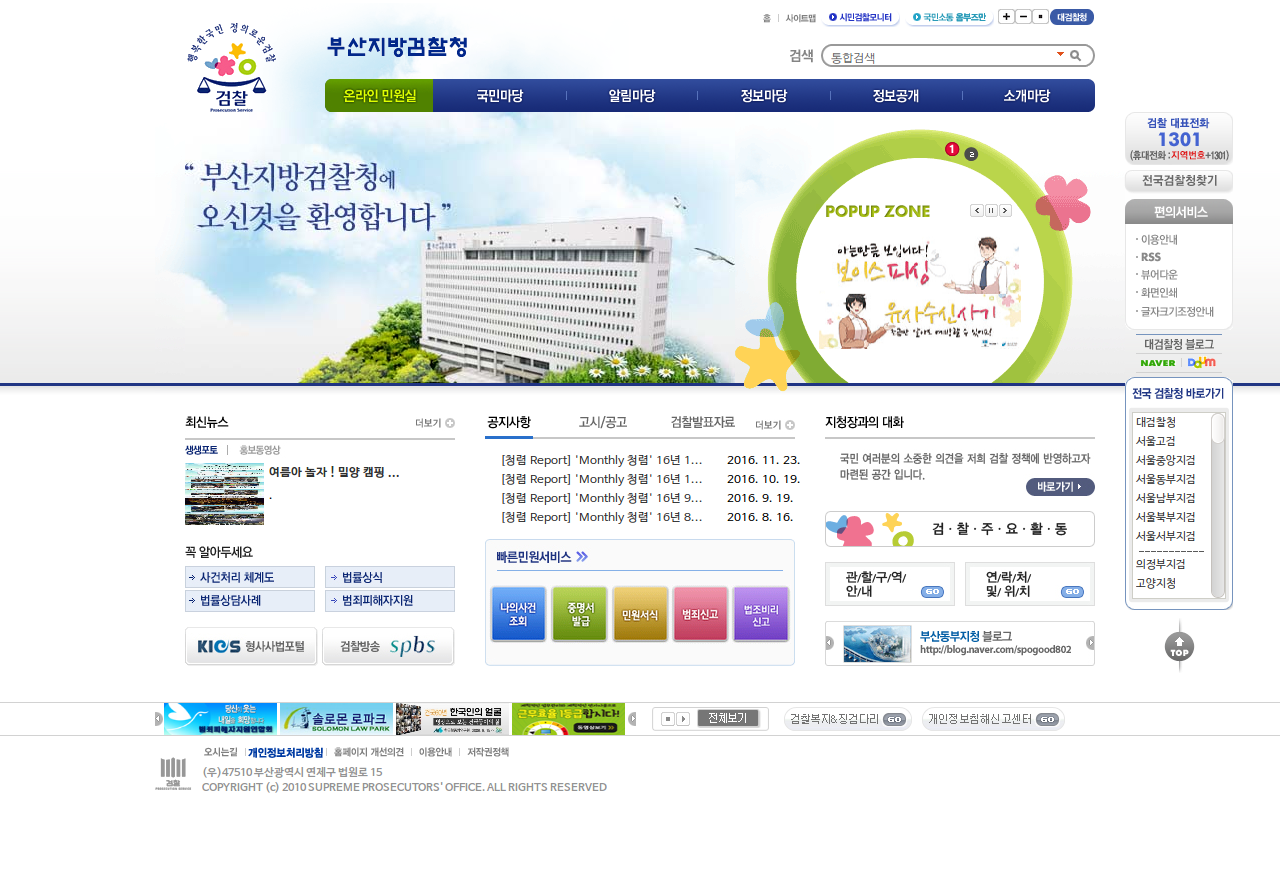 홈
사이트맵
시민검찰모니터
국민소통 옴부즈만
대검찰청
행복한국민 정의로운검찰
검찰
Prosecution Service
부산지방검찰청
검색
통합검색
온라인 민원실
국민마당
알림마당
정보마당
정보공개
소개마당
“ 부산지방검찰청에
오신것을 환영합니다 ”
1
2
POPUP ZONE
아는만큼 보입니다!
보이스피싱
유사수신사기
검찰 대표전화
1301
(휴대전화 : 지역번호+1301)
전국검찰청찾기
편의서비스
· 이용안내
· RSS
· 뷰어다운
· 화면인쇄
· 글자크기조정안내
대검찰청 블로그
NAVER
Daum
전국 검찰청 바로가기
대검찰청
서울고검
서울중앙지검
서울동부지검
서울남부지검
서울북부지검
서울서부지검
------------
의정부지검
고양지청
TOP
최신뉴스
더보기
생생포토
홍보동영상
여름아 놀자 ! 밀양 캠핑 ...
.
꼭 알아두세요
사건처리 체계도
법률상식
법률상담사례
범죄피해자지원
KICS 형사사법포털
검찰방송 spbs
공지사항
고시/공고
검찰발표자료
더보기
[청렴 Report] 'Monthly 청렴' 16년 1... 2016. 11. 23.
[청렴 Report] 'Monthly 청렴' 16년 1... 2016. 10. 19.
[청렴 Report] 'Monthly 청렴' 16년 9... 2016. 9. 19.
[청렴 Report] 'Monthly 청렴' 16년 8... 2016. 8. 16.
빠른민원서비스
나의사건
조회
증명서
발급
민원서식
범죄신고
법조비리
신고
지청장과의 대화
국민 여러분의 소중한 의견을 저희 검찰 정책에 반영하고자
마련된 공간 입니다.
바로가기
검 · 찰 · 주 · 요 · 활 · 동
관/할/구/역/
안/내
GO
연/락/처/
및/ 위/치
GO
부산동부지청 블로그
http://blog.naver.com/spogood802
당신이 웃는
내일을 희망합니다
범죄피해자지원연합회
솔로몬 로파크
SOLOMON LAW PARK
한국인의 얼굴
근무효율 1등급 합시다!
동영상보기
전체보기
검찰복지&징검다리 GO
개인정보침해신고센터 GO
오시는길
개인정보처리방침
홈페이지 개선의견
이용안내
저작권정책
검찰
PROSECUTION SERVICE
(우)47510 부산광역시 연제구 법원로 15
COPYRIGHT (c) 2010 SUPREME PROSECUTORS' OFFICE. ALL RIGHTS RESERVED